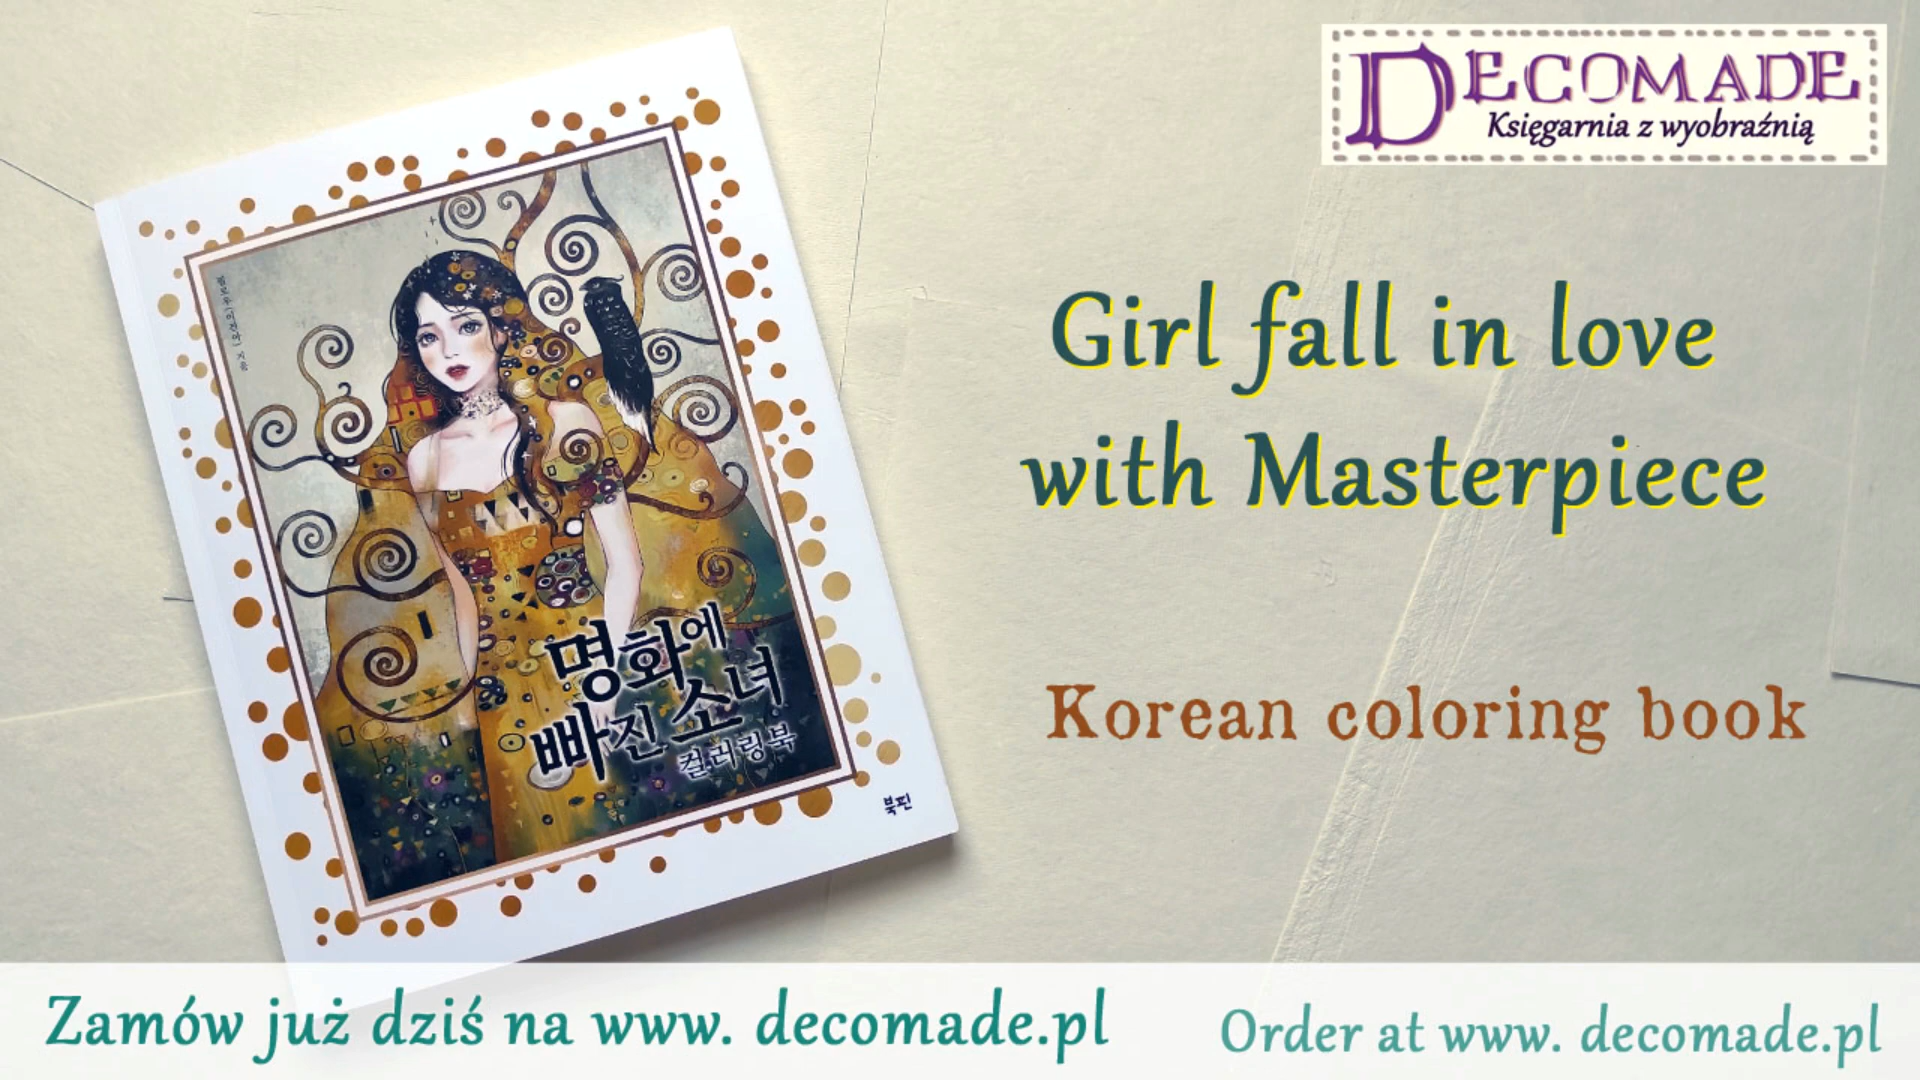 DECOMADE
Księgarnia z wyobraźnią
Girl fall in love
with Masterpiece
Korean coloring book
명화에
빠진 소녀
컬러링북
북핀
Zamów już dziś na www. decomade.pl
Order at www. decomade.pl